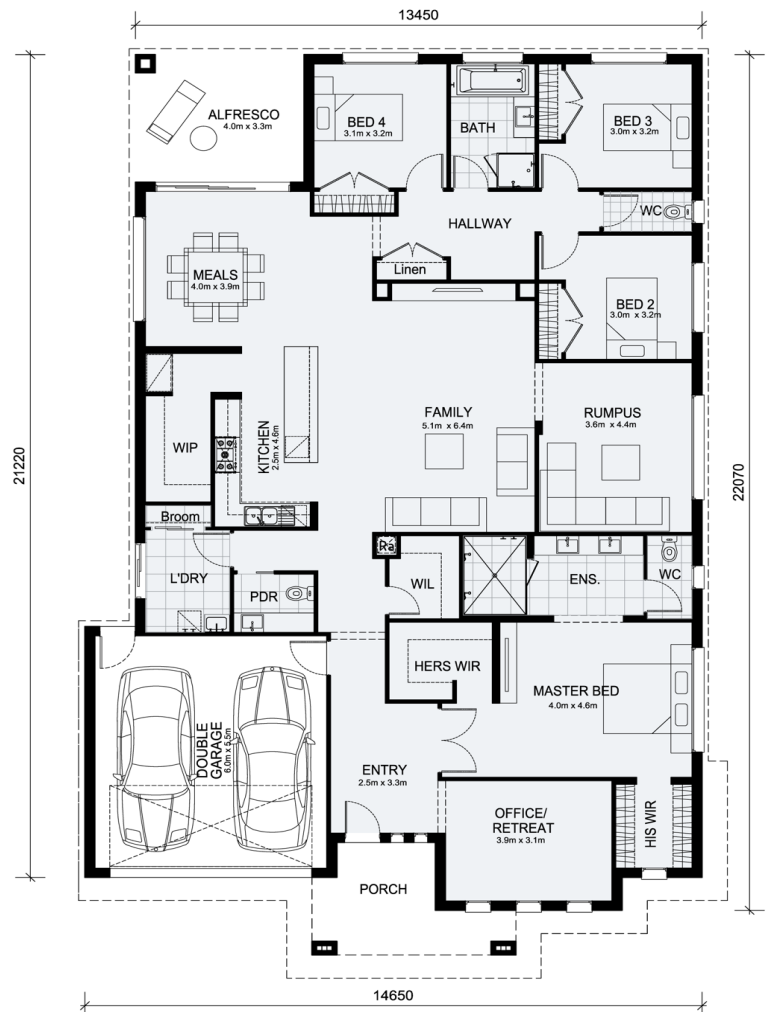 13450
ALFRESCO
4.0m x 3.3m
BED 4
3.1m x 3.2m
BATH
BED 3
3.0m x 3.2m
WC
HALLWAY
Linen
MEALS
4.0m x 3.9m
BED 2
3.0m x 3.2m
KITCHEN
2.5m x 4.6m
FAMILY
5.1m x 6.4m
RUMPUS
3.6m x 4.4m
WIP
21220
22070
Broom
Ra
L'DRY
PDR
WIL
ENS.
WC
HERS WIR
MASTER BED
4.0m x 4.6m
DOUBLE
GARAGE
6.0m x 5.5m
ENTRY
2.5m x 3.3m
OFFICE/
RETREAT
3.9m x 3.1m
HIS WIR
PORCH
14650